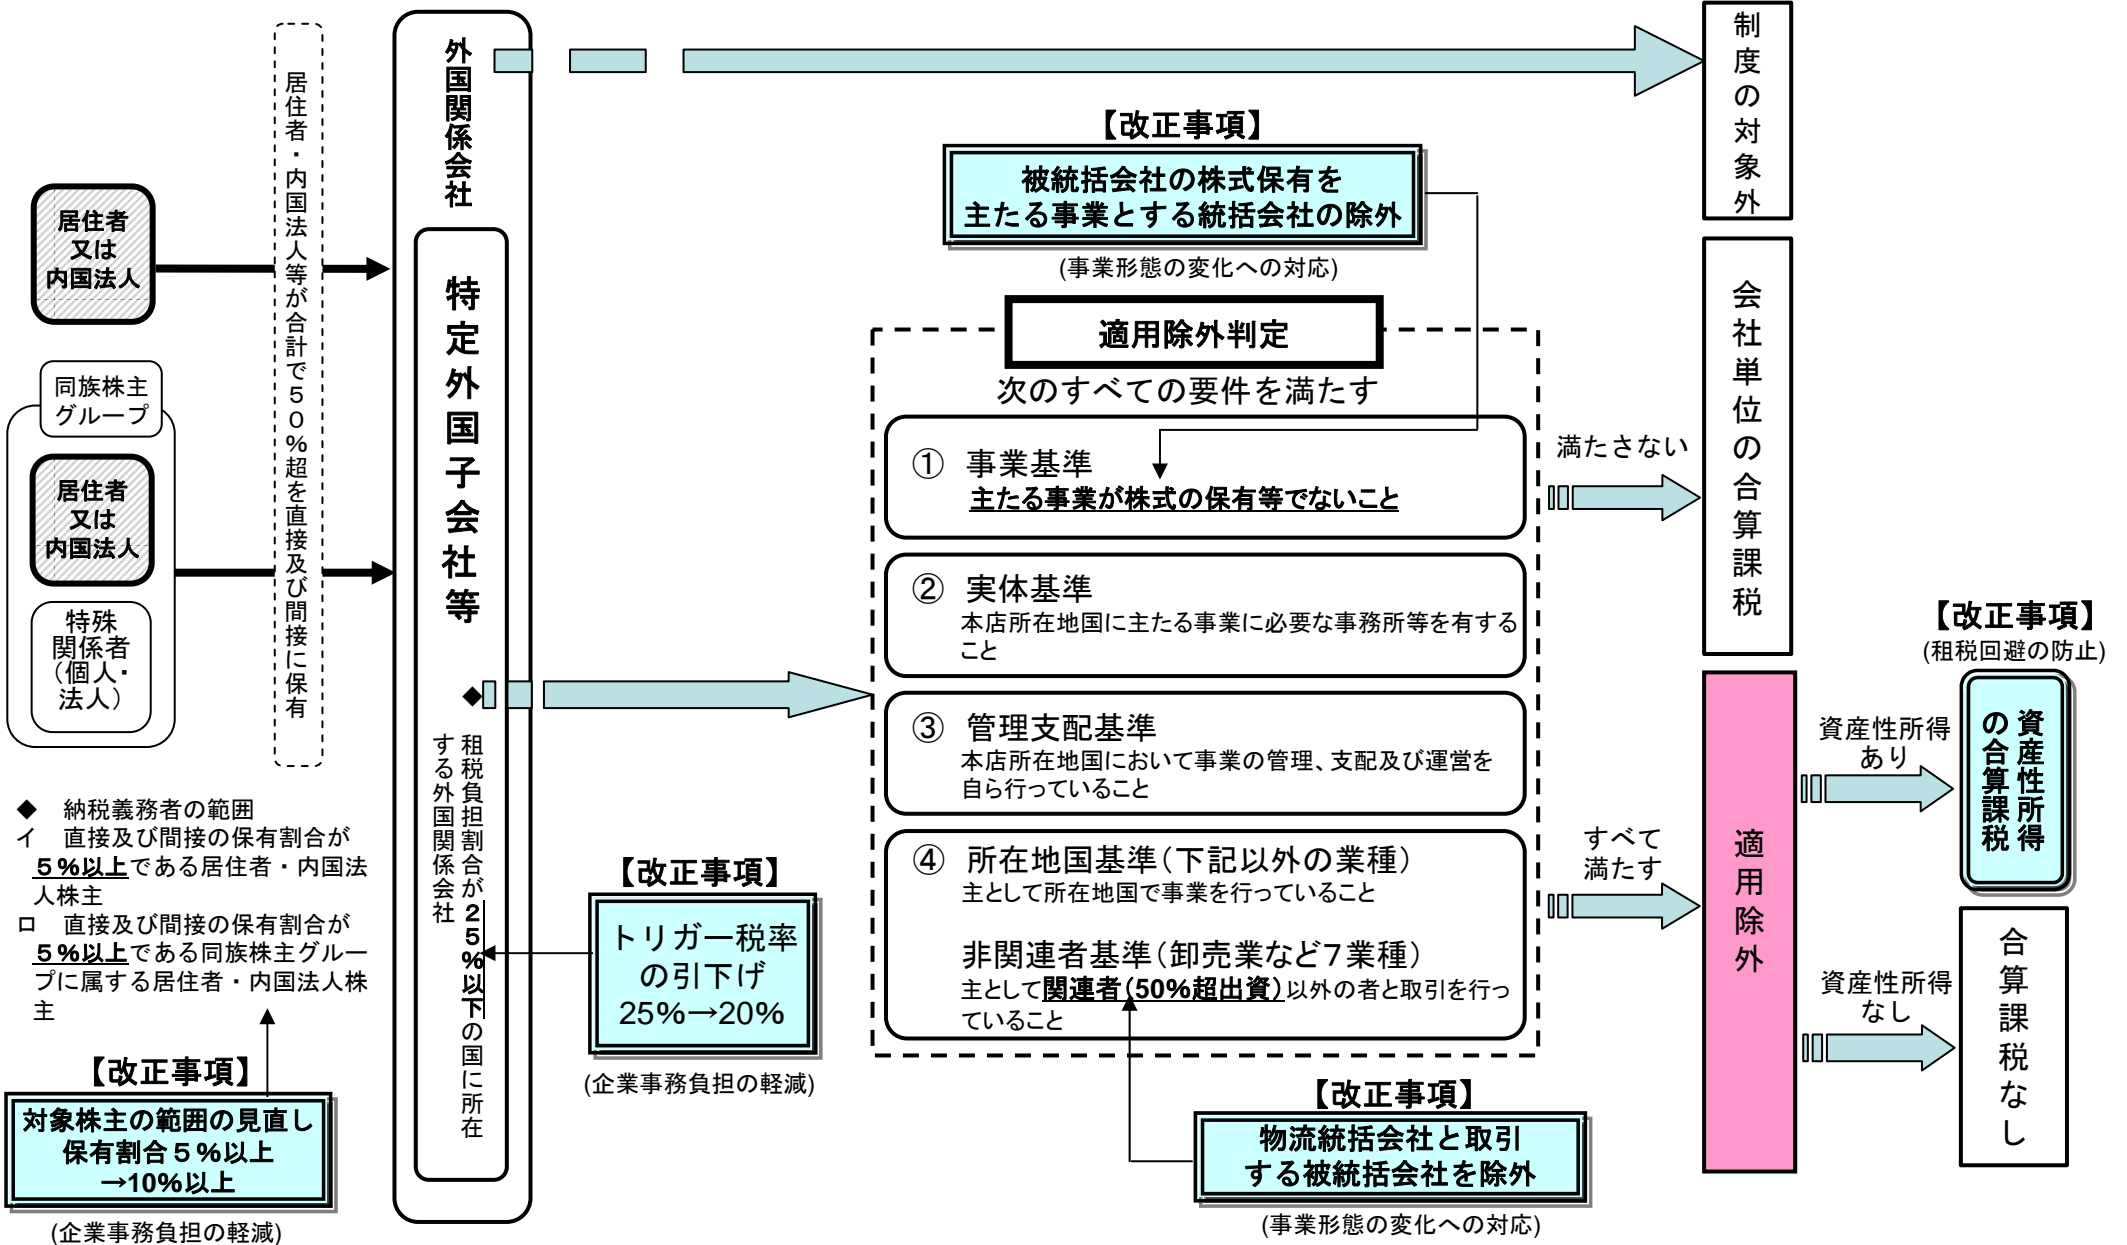 居住者
又は
内国法人
同族株主
グループ
居住者
又は
内国法人
特殊
関係者
（個人・
法人）
居住者・内国法人等が合計で５０％超を直接及び間接に保有
◆　納税義務者の範囲
イ　直接及び間接の保有割合が
５％以上である居住者・内国法
人株主
ロ　直接及び間接の保有割合が
５％以上である同族株主グルー
プに属する居住者・内国法人株
主
【改正事項】
対象株主の範囲の見直し
保有割合５％以上
→10％以上
(企業事務負担の軽減)
外国関係会社
特定外国子会社等
◆
租税負担割合が２５％以下の国に所在
する外国関係会社
【改正事項】
トリガー税率
の引下げ
25％→20％
(企業事務負担の軽減)
【改正事項】
被統括会社の株式保有を
主たる事業とする統括会社の除外
(事業形態の変化への対応)
適用除外判定
次のすべての要件を満たす
①　事業基準
主たる事業が株式の保有等でないこと
②　実体基準
本店所在地国に主たる事業に必要な事務所等を有する
こと
③　管理支配基準
本店所在地国において事業の管理、支配及び運営を
自ら行っていること
④　所在地国基準（下記以外の業種）
主として所在地国で事業を行っていること
非関連者基準（卸売業など７業種）
主として関連者（50％超出資）以外の者と取引を行っ
ていること
【改正事項】
物流統括会社と取引
する被統括会社を除外
(事業形態の変化への対応)
満たさない
すべて
満たす
制度の対象外
会社単位の合算課税
適用除外
資産性所得
あり
資産性所得
なし
【改正事項】
(租税回避の防止)
資産性所得
の合算課税
合算課税なし